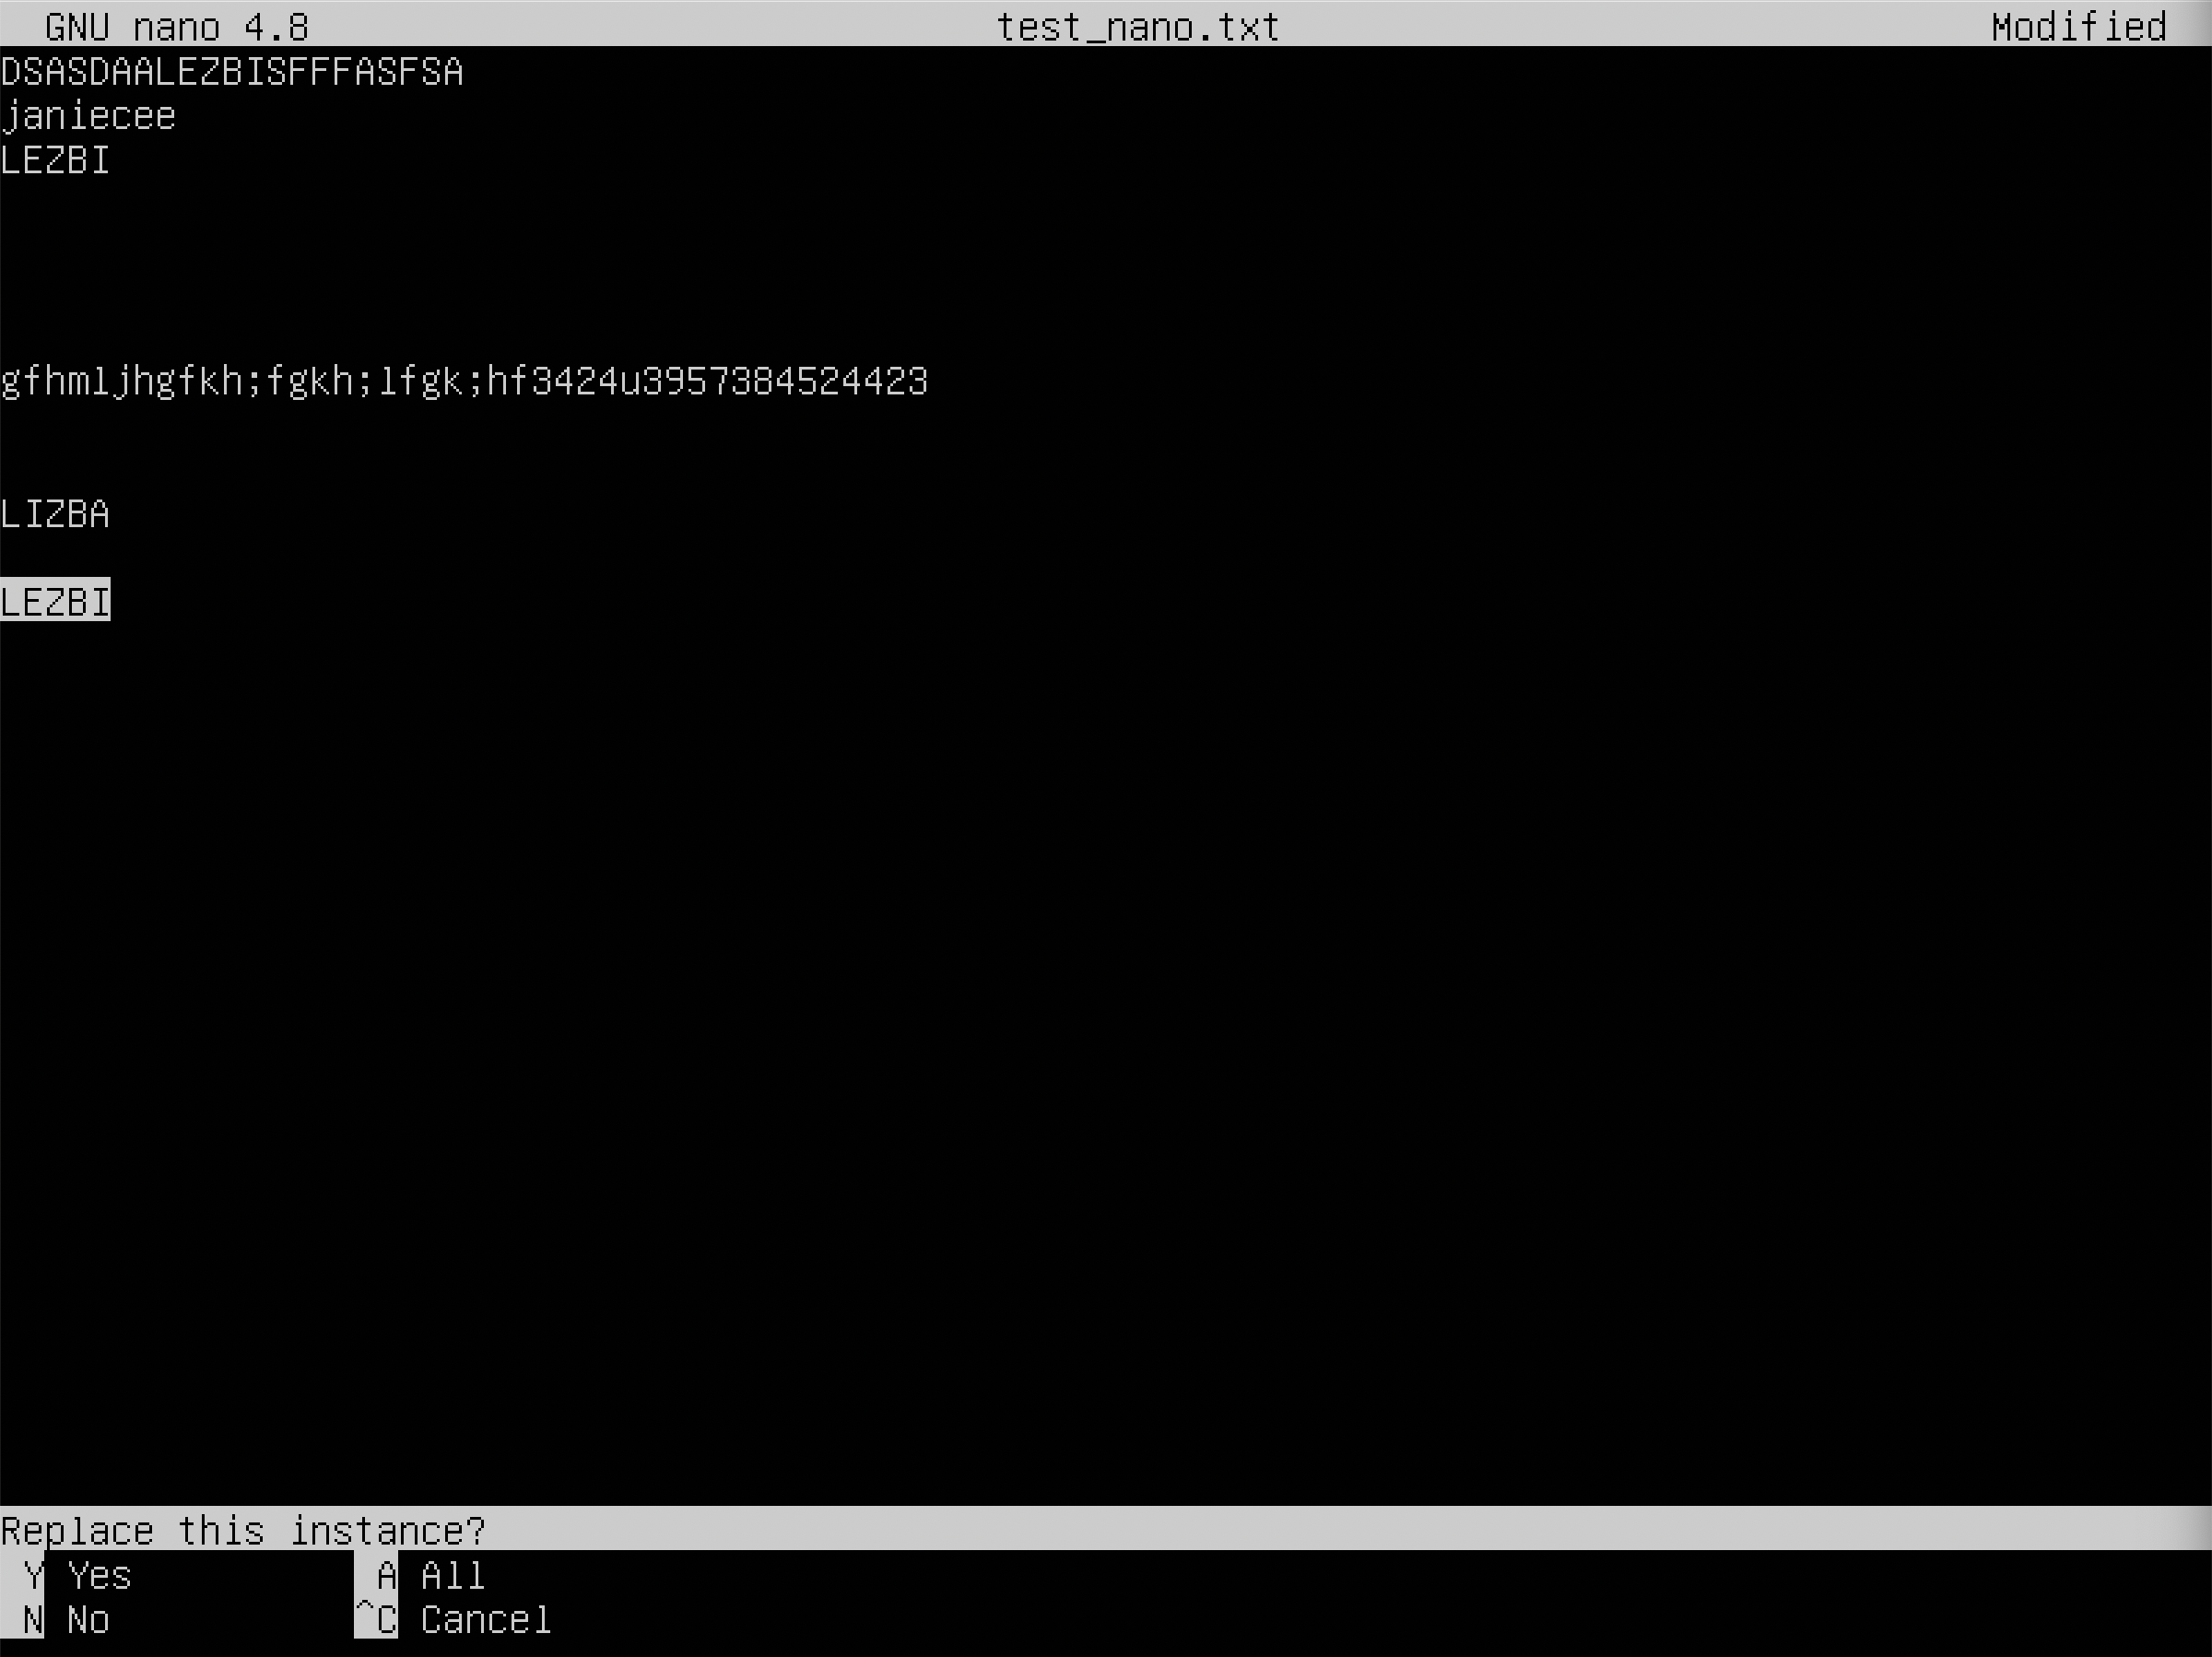 GNU nano 4.8 test_nano.txt Modified
DSASDAALEZBISFFFASFSA
janiecee
LEZBI
gfhmljhgfkh;fgkh;lfgk;hf3424u3957384524423
LIZBA
LEZBI
Replace this instance?
Y Yes A All
N No ^C Cancel